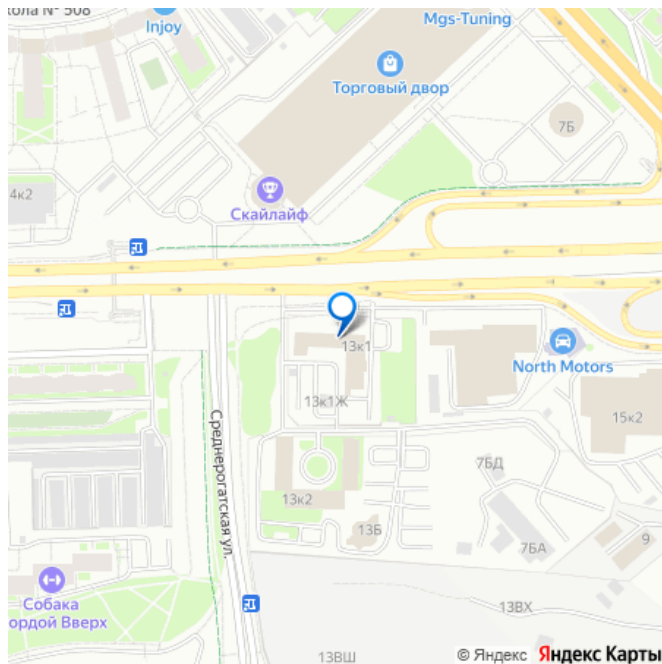 кола № 508
Injoy
Mgs-Tuning
Торговый двор
7Б
4к2
Скайлайф
13к1
North Motors
13к1Ж
15к2
Среднерогатская ул.
7БД
13к2
13Б
7БА
9
Собака
ордой Вверх
13ВХ
13ВШ
© Яндекс Яндекс Карты